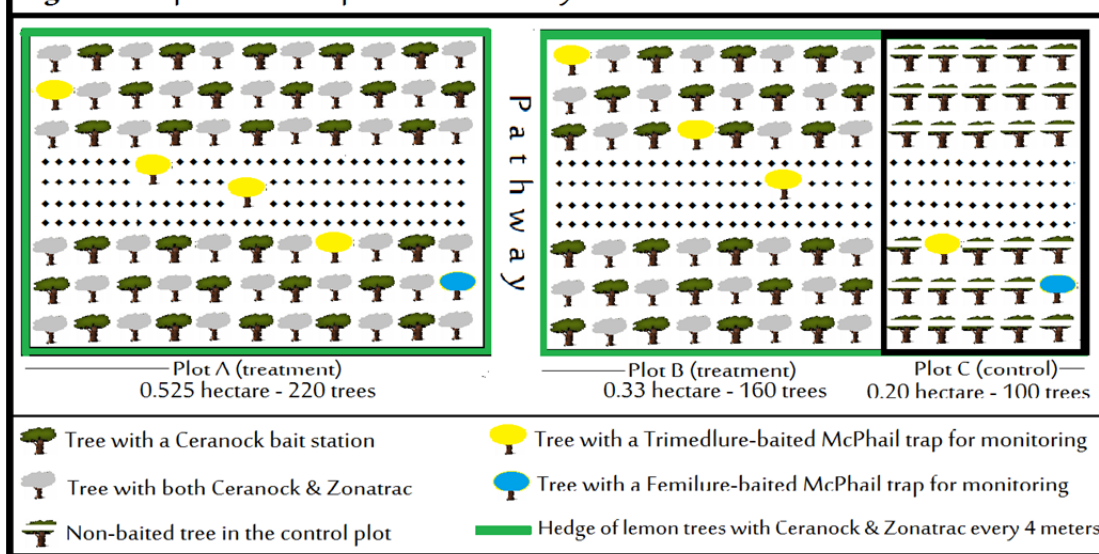 Pathway
Plot A (treatment)
0.525 hectare - 220 trees
Plot B (treatment)
0.33 hectare - 160 trees
Plot C (control)
0.20 hectare - 100 trees
Tree with a Ceranock bait station
Tree with a Trimedlure-baited McPhail trap for monitoring
Tree with both Ceranock & Zonatrac
Tree with a Femilure-baited McPhail trap for monitoring
Non-baited tree in the control plot
Hedge of lemon trees with Ceranock & Zonatrac every 4 meters